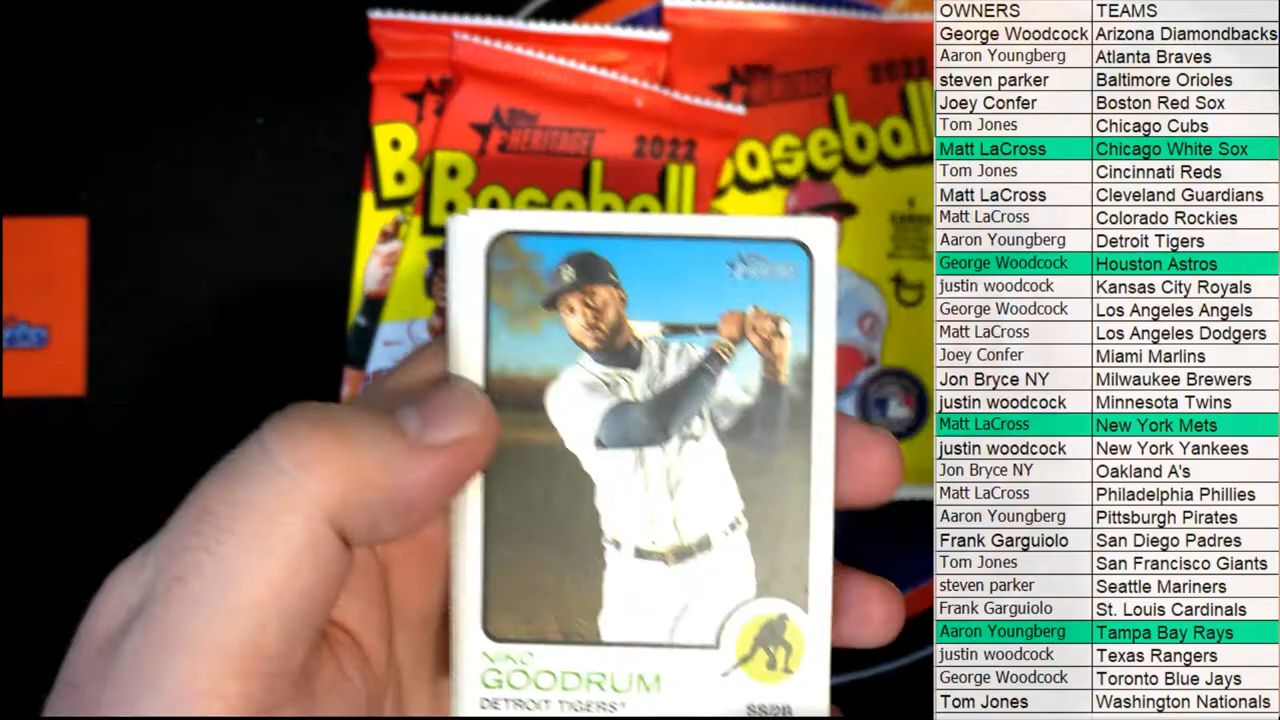 OWNERS TEAMS
George Woodcock Arizona Diamondbacks
Aaron Youngberg Atlanta Braves
steven parker Baltimore Orioles
Joey Confer Boston Red Sox
Tom Jones Chicago Cubs
Matt LaCross Chicago White Sox
Tom Jones Cincinnati Reds
Matt LaCross Cleveland Guardians
Matt LaCross Colorado Rockies
Aaron Youngberg Detroit Tigers
George Woodcock Houston Astros
justin woodcock Kansas City Royals
George Woodcock Los Angeles Angels
Matt LaCross Los Angeles Dodgers
Joey Confer Miami Marlins
Jon Bryce NY Milwaukee Brewers
justin woodcock Minnesota Twins
Matt LaCross New York Mets
justin woodcock New York Yankees
Jon Bryce NY Oakland A's
Matt LaCross Philadelphia Phillies
Aaron Youngberg Pittsburgh Pirates
Frank Garguiolo San Diego Padres
Tom Jones San Francisco Giants
steven parker Seattle Mariners
Frank Garguiolo St. Louis Cardinals
Aaron Youngberg Tampa Bay Rays
justin woodcock Texas Rangers
George Woodcock Toronto Blue Jays
Tom Jones Washington Nationals
HERITAGE 2022
Baseball
aseball
B
NIKO
GOODRUM
DETROIT TIGERS SS/2B